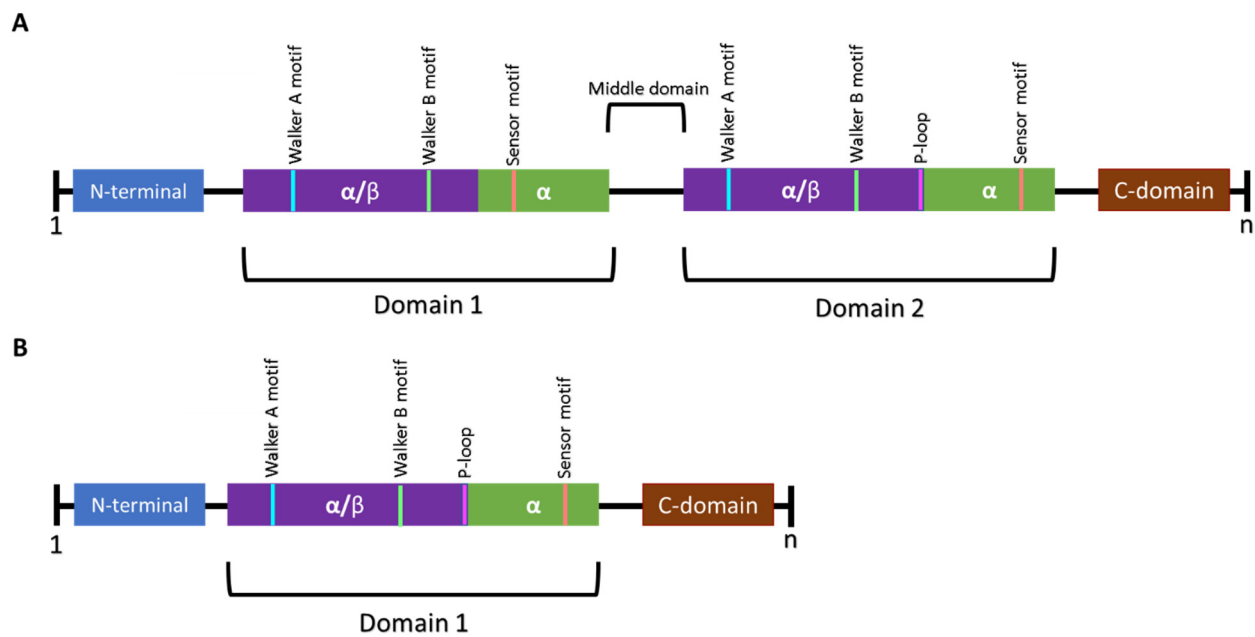 A
Walker A motif
Walker B motif
Sensor motif
Middle domain
Walker A motif
Walker B motif
P-loop
Sensor motif
N-terminal
α/β
α
α/β
α
C-domain
1
n
Domain 1
Domain 2
B
Walker A motif
Walker B motif
P-loop
Sensor motif
N-terminal
α/β
α
C-domain
1
n
Domain 1